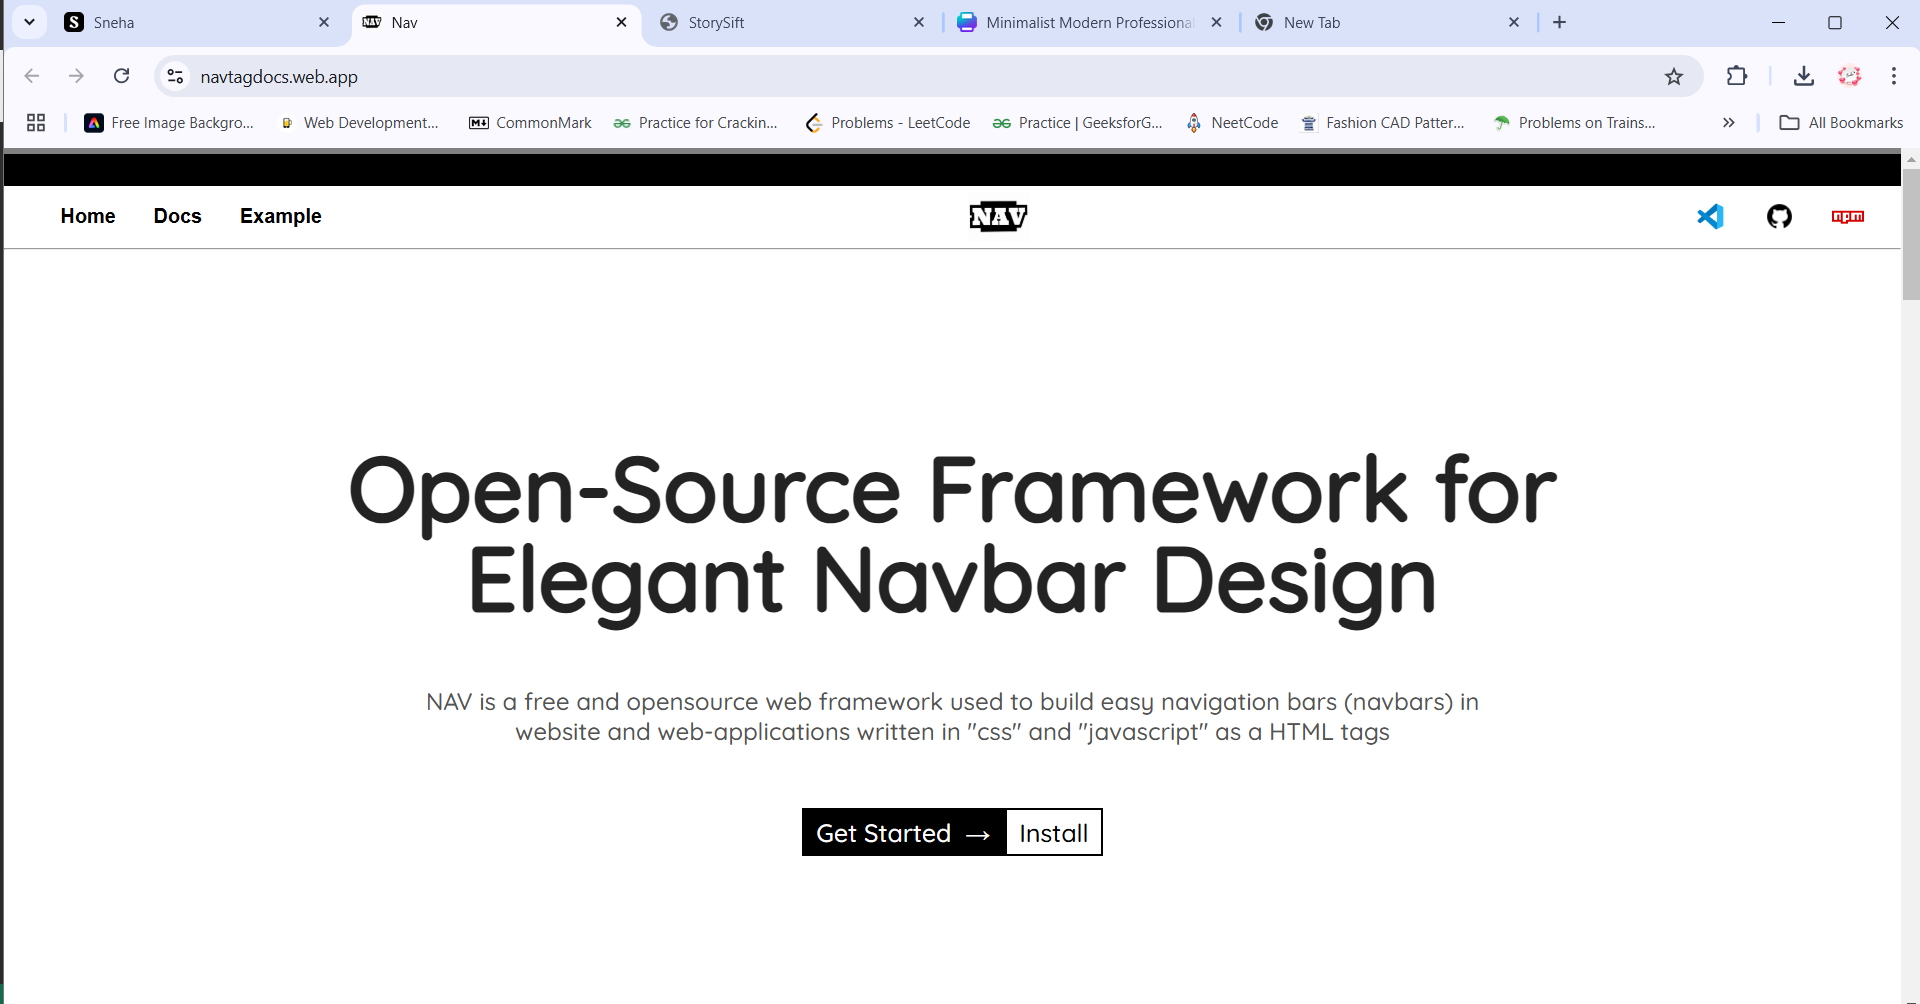 Sneha
Nav
StorySift
Minimalist Modern Professional
New Tab
navtagdocs.web.app
Free Image Backgro...
Web Development...
CommonMark
Practice for Crackin...
Problems - LeetCode
Practice | GeeksforG...
NeetCode
Fashion CAD Patter...
Problems on Trains...
All Bookmarks
Home
Docs
Example
NAV
npm
Open-Source Framework for
Elegant Navbar Design
NAV is a free and opensource web framework used to build easy navigation bars (navbars) in
website and web-applications written in "css" and "javascript" as a HTML tags
Get Started →
Install